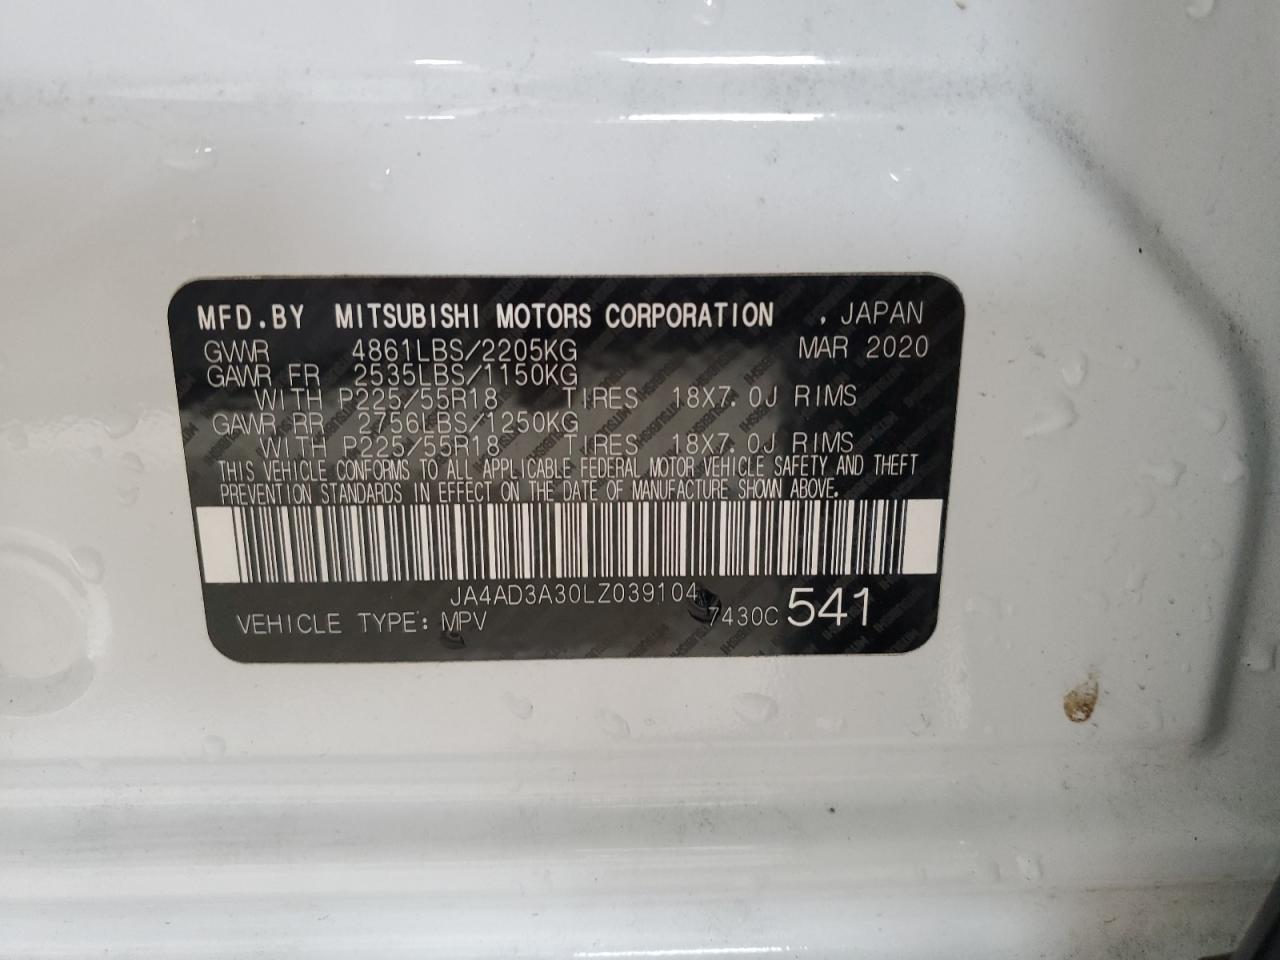 MFD.BY MITSUBISHI MOTORS CORPORATION , JAPAN
GVWR 4861LBS/2205KG MAR 2020
GAWR FR 2535LBS/1150KG
WITH P225/55R18 TIRES 18X7.0J RIMS
GAWR RR 2756LBS/1250KG
WITH P225/55R18 TIRES 18X7.0J RIMS
THIS VEHICLE CONFORMS TO ALL APPLICABLE FEDERAL MOTOR VEHICLE SAFETY AND THEFT
PREVENTION STANDARDS IN EFFECT ON THE DATE OF MANUFACTURE SHOWN ABOVE.
JA4AD3A30LZ039104
VEHICLE TYPE: MPV 7430C 541